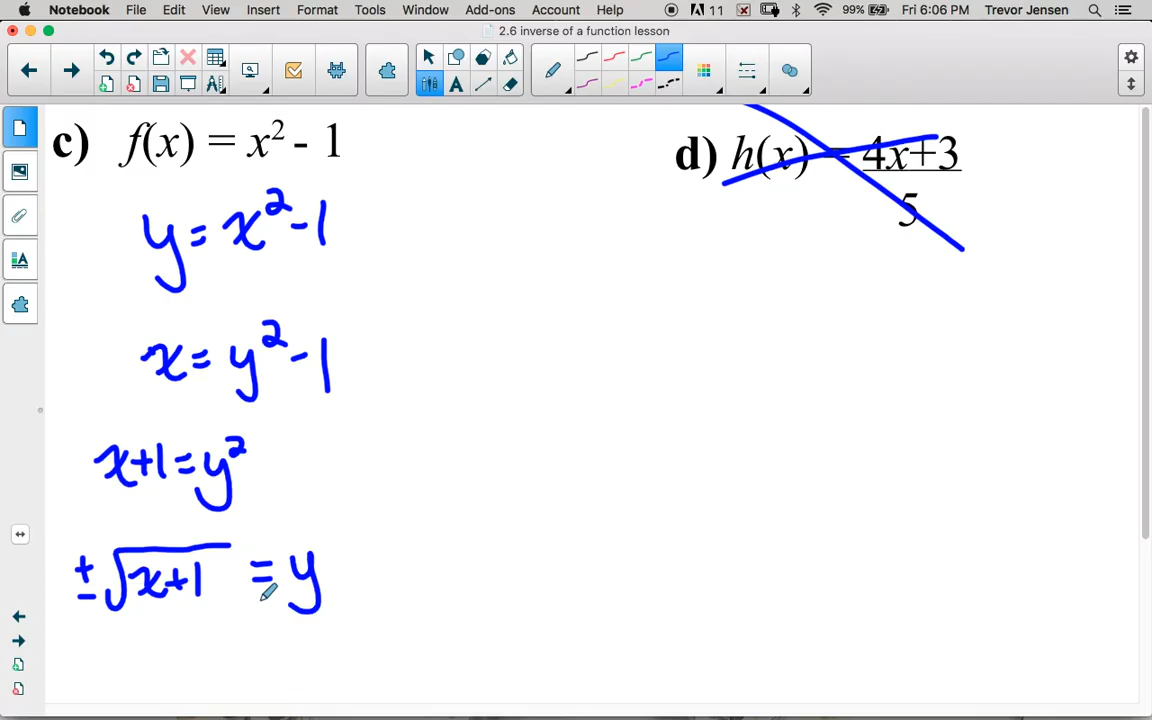 Notebook File Edit View Insert Format Tools Add-ons Window Account Help 11 99% Fri 6:06 PM Trevor Jensen
2.6 inverse of a function lesson
c) f(x) = x² - 1
y = x² - 1
x = y² - 1
x+1 = y²
± √x+1 = y
d) h(x) = 4x+3
5